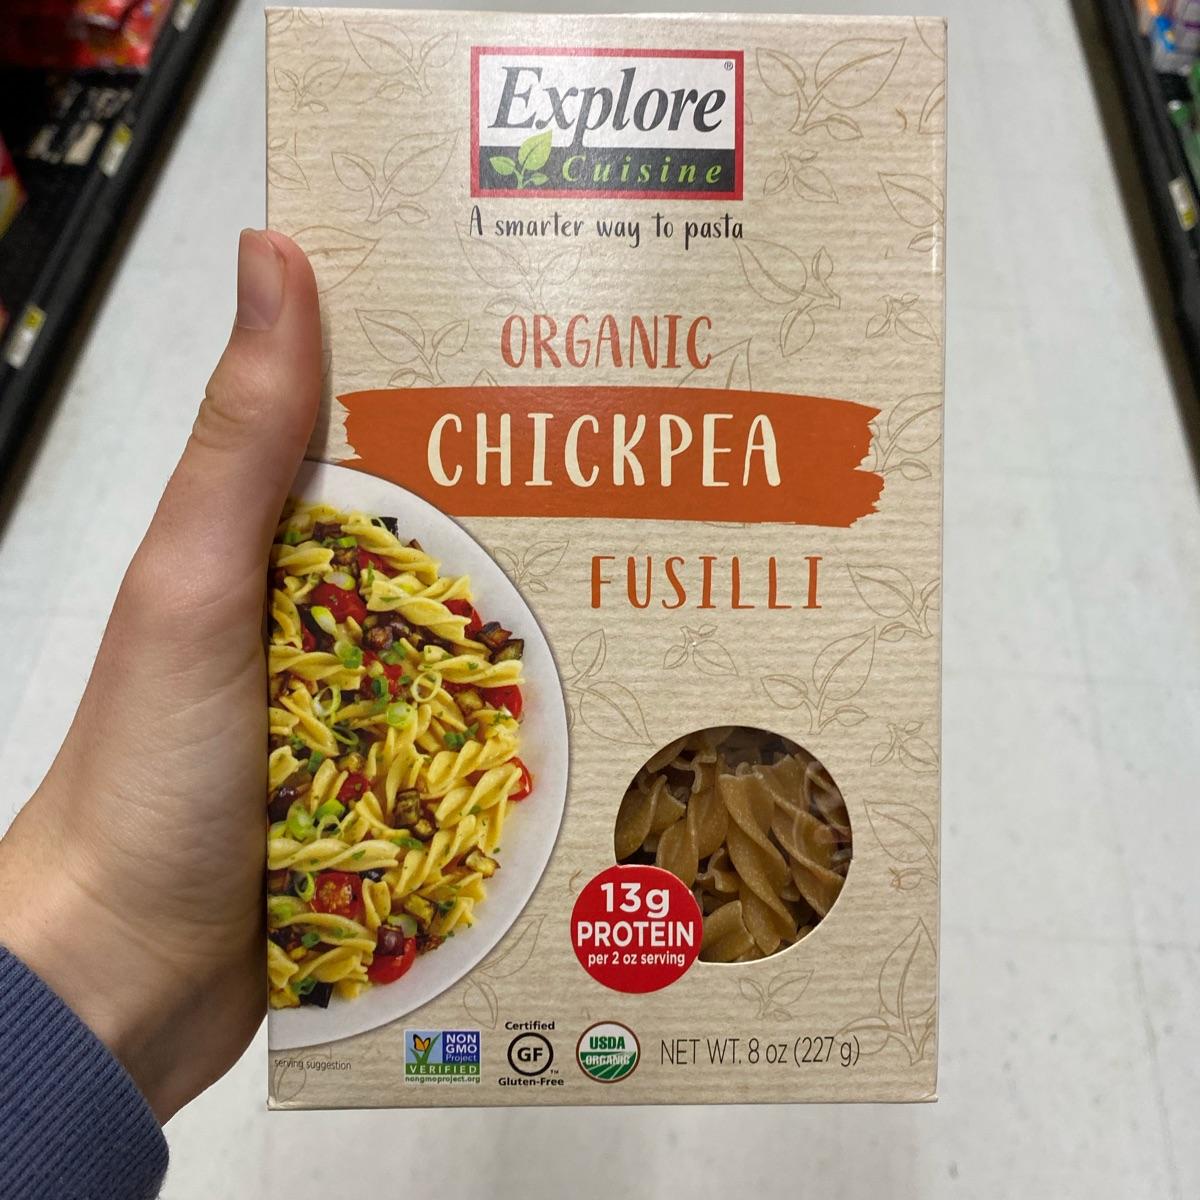 Explore®
Cuisine
A smarter way to pasta
ORGANIC
CHICKPEA
FUSILLI
13g
PROTEIN
per 2 oz serving
serving suggestion
NON
GMO
Project
VERIFIED
nongmoproject.org
Certified
GF
™
Gluten-Free
USDA
ORGANIC
NET WT. 8 oz (227 g)